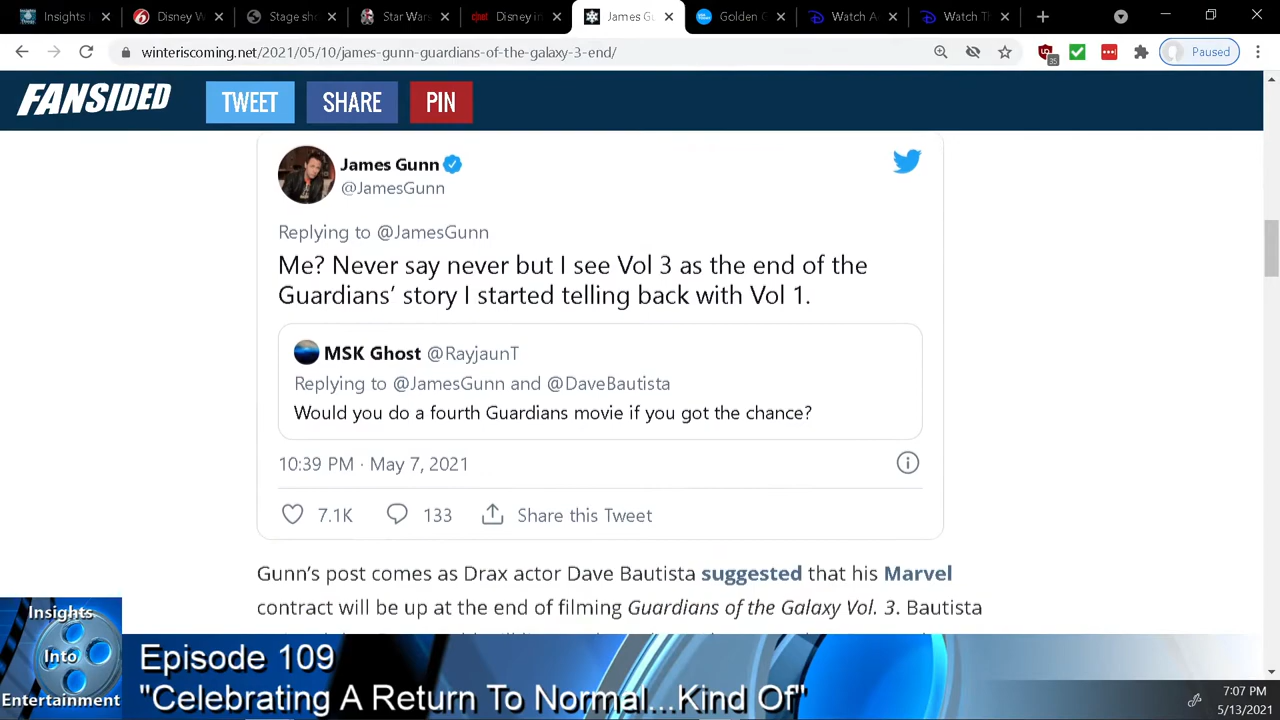 Insights I
Disney W
Stage sho
Star Ware
Disney in
James Gu
Golden G
Watch A
Watch Th
winteriscoming.net/2021/05/10/james-gunn-guardians-of-the-galaxy-3-end/
35
Paused
FANSIDED
TWEET
SHARE
PIN
James Gunn
@JamesGunn
Replying to @JamesGunn
Me? Never say never but I see Vol 3 as the end of the
Guardians’ story I started telling back with Vol 1.
MSK Ghost @RayjaunT
Replying to @JamesGunn and @DaveBautista
Would you do a fourth Guardians movie if you got the chance?
10:39 PM · May 7, 2021
7.1K
133
Share this Tweet
Gunn’s post comes as Drax actor Dave Bautista suggested that his Marvel
contract will be up at the end of filming Guardians of the Galaxy Vol. 3. Bautista
Insights
Into
Entertainment
Episode 109
"Celebrating A Return To Normal...Kind Of"
7:07 PM
5/13/2021